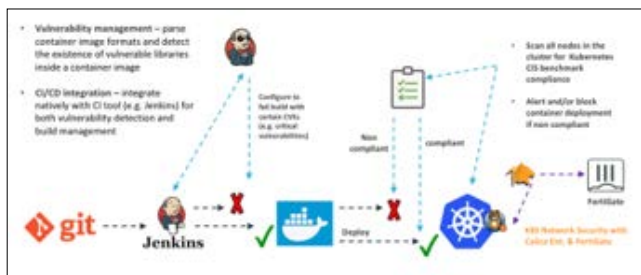 Vulnerability management – parse
container image formats and detect
the existence of vulnerable libraries
inside a container image
CI/CD integration – integrate
natively with CI tool (e.g. Jenkins) for
both vulnerability detection and
build management
Configure to
fail build with
certain CVEs
(e.g. critical
vulnerabilities)
Non
compliant
compliant
Scan all nodes in the
cluster for Kubernetes
CIS benchmark
compliance
Alert and/or block
container deployment
if non compliant
git
Jenkins
Deploy
FortiGate
K8S Network Security with
Calico Ent. & FortiGate